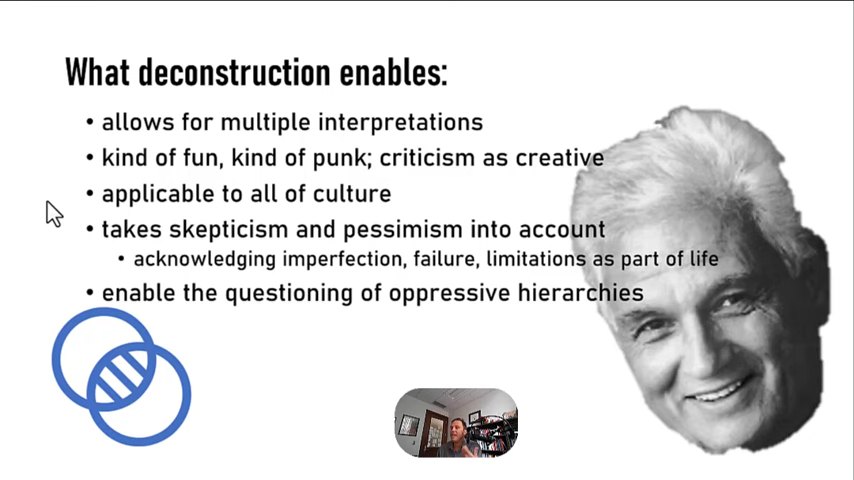 What deconstruction enables:
• allows for multiple interpretations
• kind of fun, kind of punk; criticism as creative
• applicable to all of culture
• takes skepticism and pessimism into account
• acknowledging imperfection, failure, limitations as part of life
• enable the questioning of oppressive hierarchies